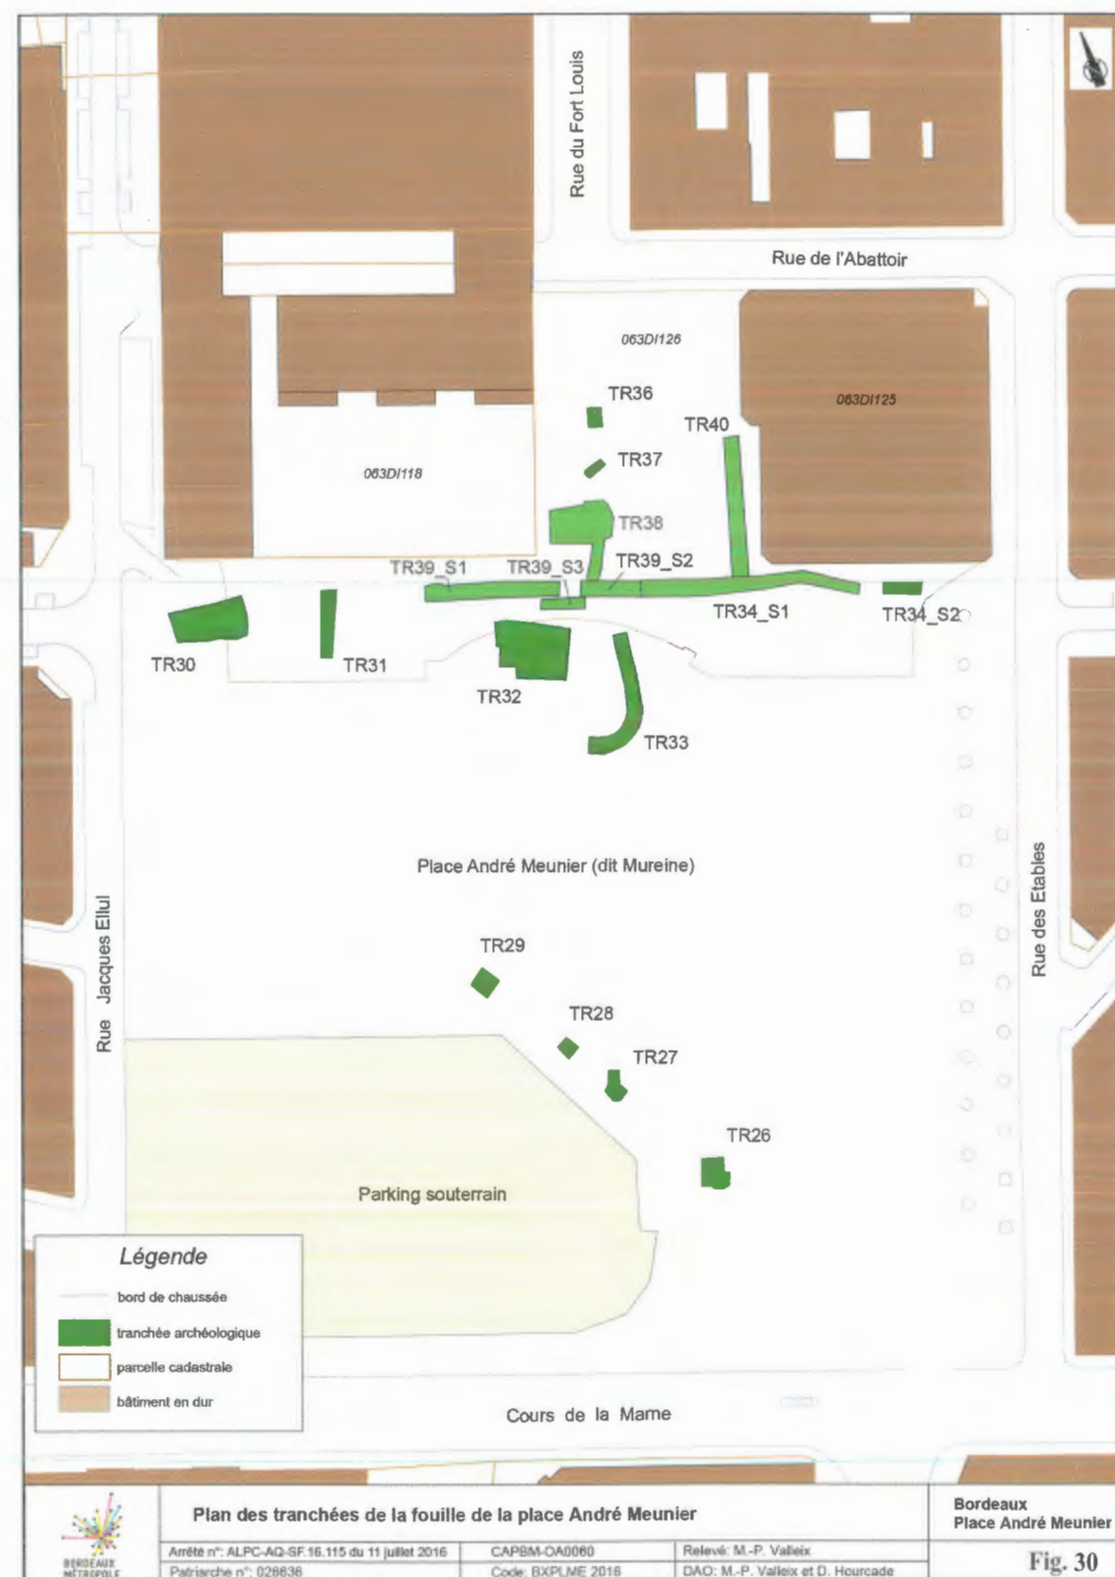 Rue du Fort Louis
Rue de l'Abattoir
063DI126
TR36
063DI125
TR40
TR37
063DI118
TR38
TR39_S1
TR39_S3
TR39_S2
TR34_S1
TR34_S2
TR30
TR31
TR32
TR33
Place André Meunier (dit Mureine)
Rue des Etables
Rue Jacques Ellul
TR29
TR28
TR27
TR26
Parking souterrain
Légende
bord de chaussée
tranchée archéologique
parcelle cadastrale
bâtiment en dur
Cours de la Marne
Plan des tranchées de la fouille de la place André Meunier
Bordeaux
Place André Meunier
BORDEAUX
MÉTROPOLE
Arrêté n°: ALPC-AQ-SF.16.115 du 11 juillet 2016
CAPBM-OA0060
Relevé: M.-P. Valleix
Patriarche n°: 026636
Code: BXPLME 2016
DAO: M.-P. Valleix et D. Hourcade
Fig. 30